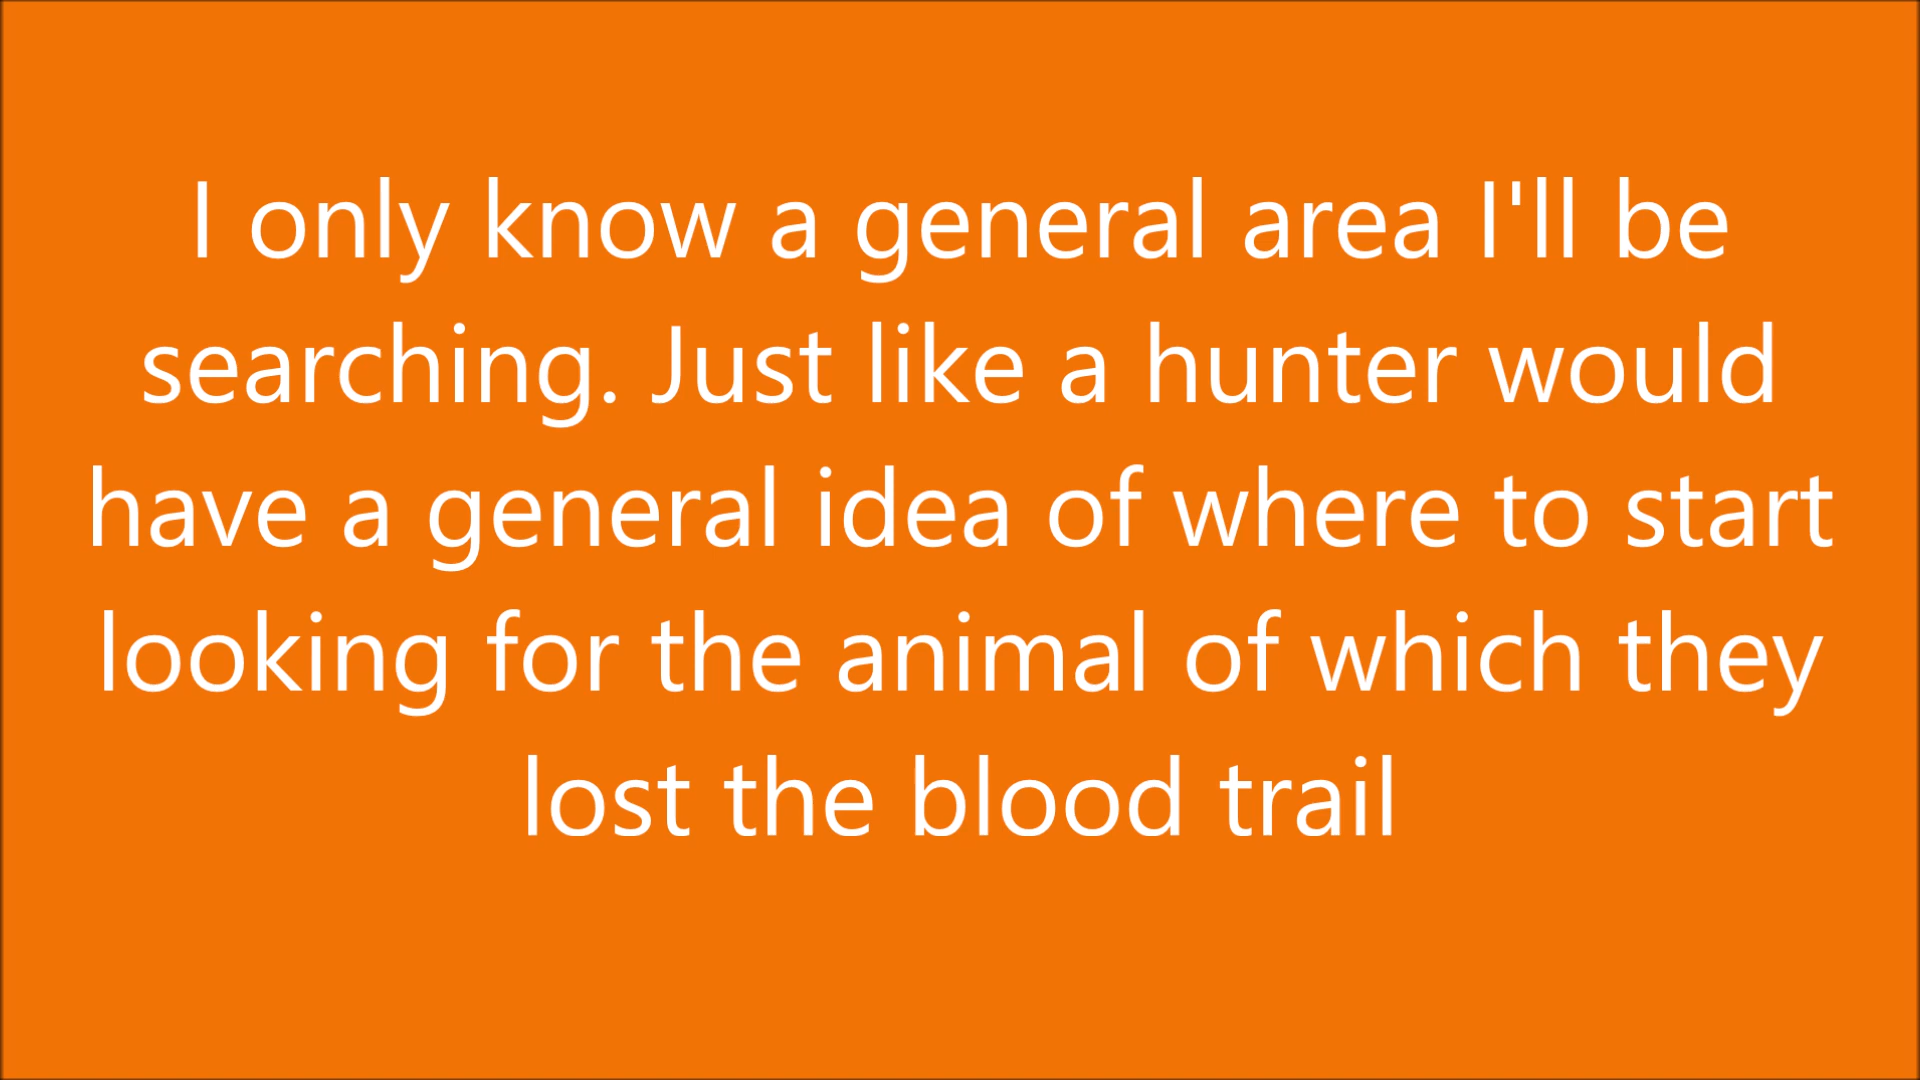 I only know a general area I'll be
searching. Just like a hunter would
have a general idea of where to start
looking for the animal of which they
lost the blood trail